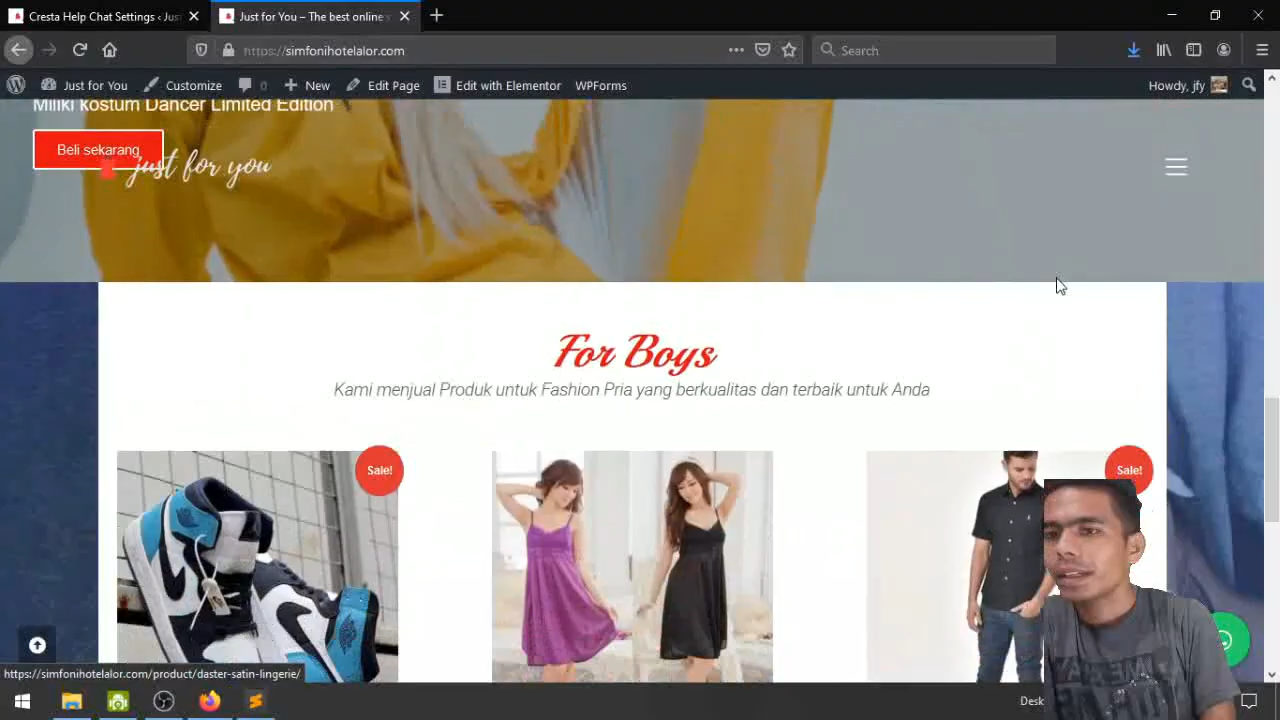 Cresta Help Chat Settings ‹ Jus
Just for You – The best online s
https://simfonihotelalor.com
Search
Just for You
Customize
0
New
Edit Page
Edit with Elementor
WPForms
Howdy, jfy
Miliki kostum Dancer Limited Edition
Beli sekarang
just for you
For Boys
Kami menjual Produk untuk Fashion Pria yang berkualitas dan terbaik untuk Anda
Sale!
Sale!
https://simfonihotelalor.com/product/daster-satin-lingerie/
Desk